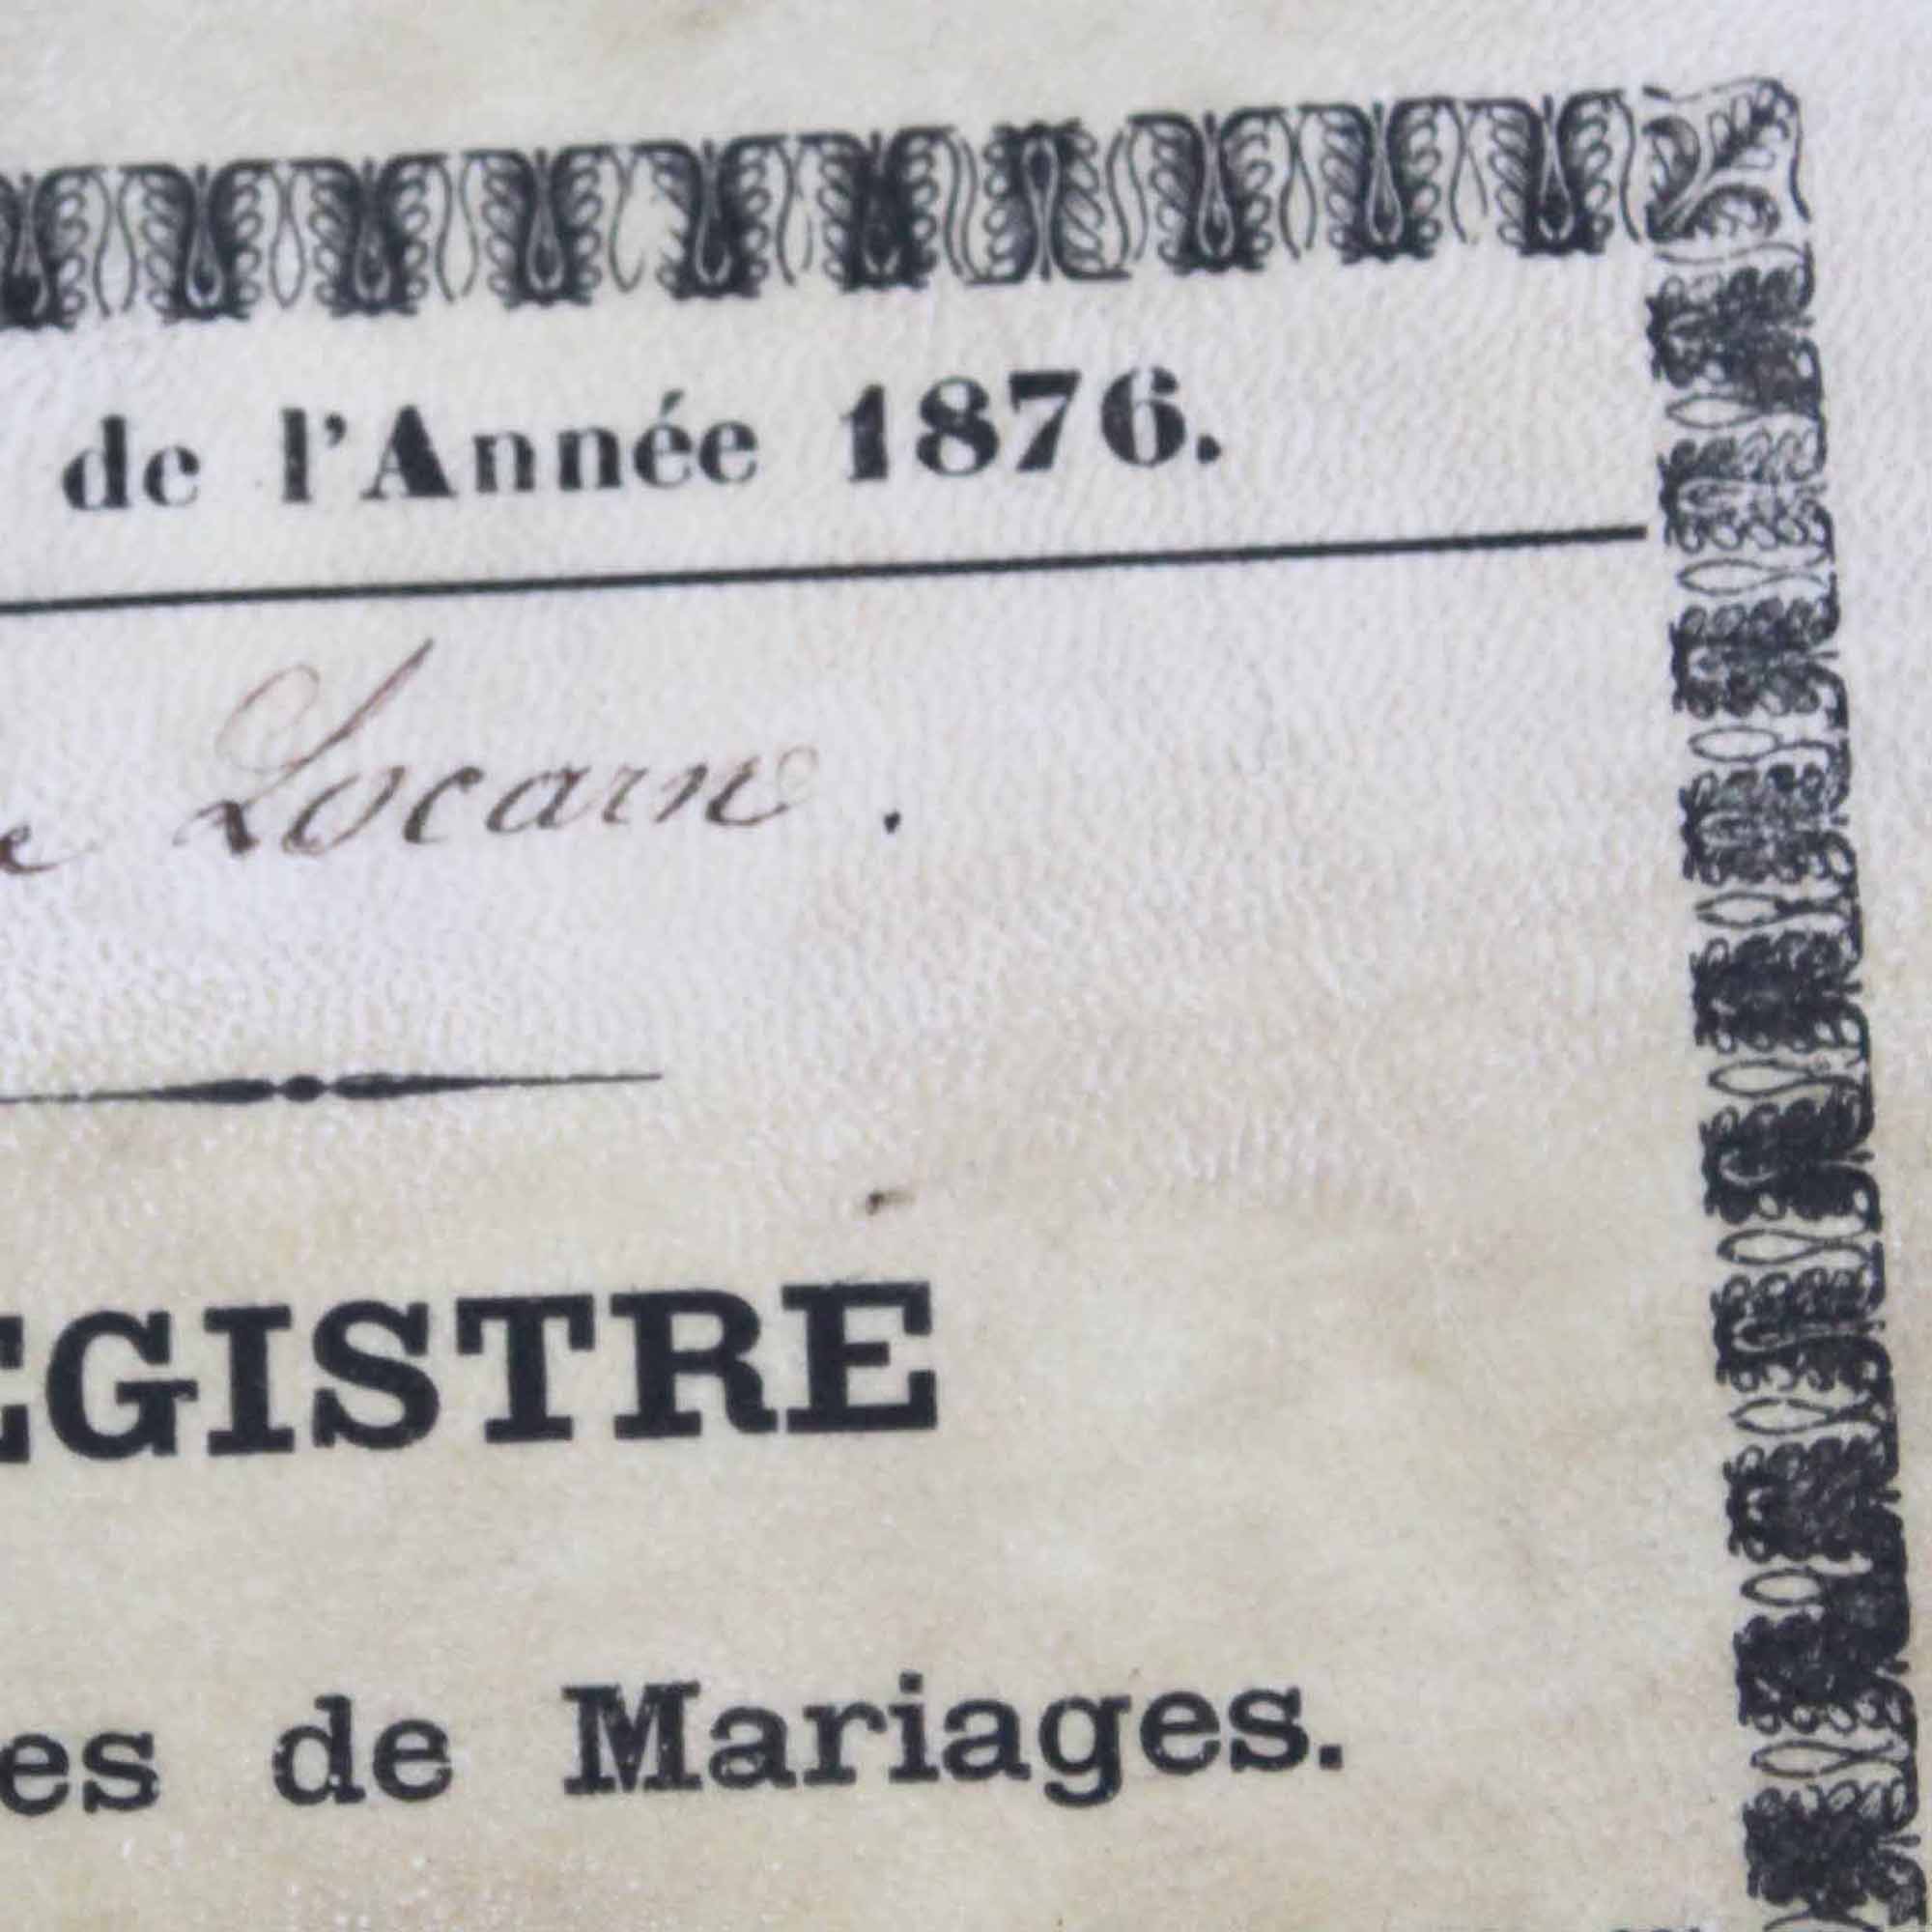 de l'Année 1876.
e Locarn.
EGISTRE
es de Mariages.